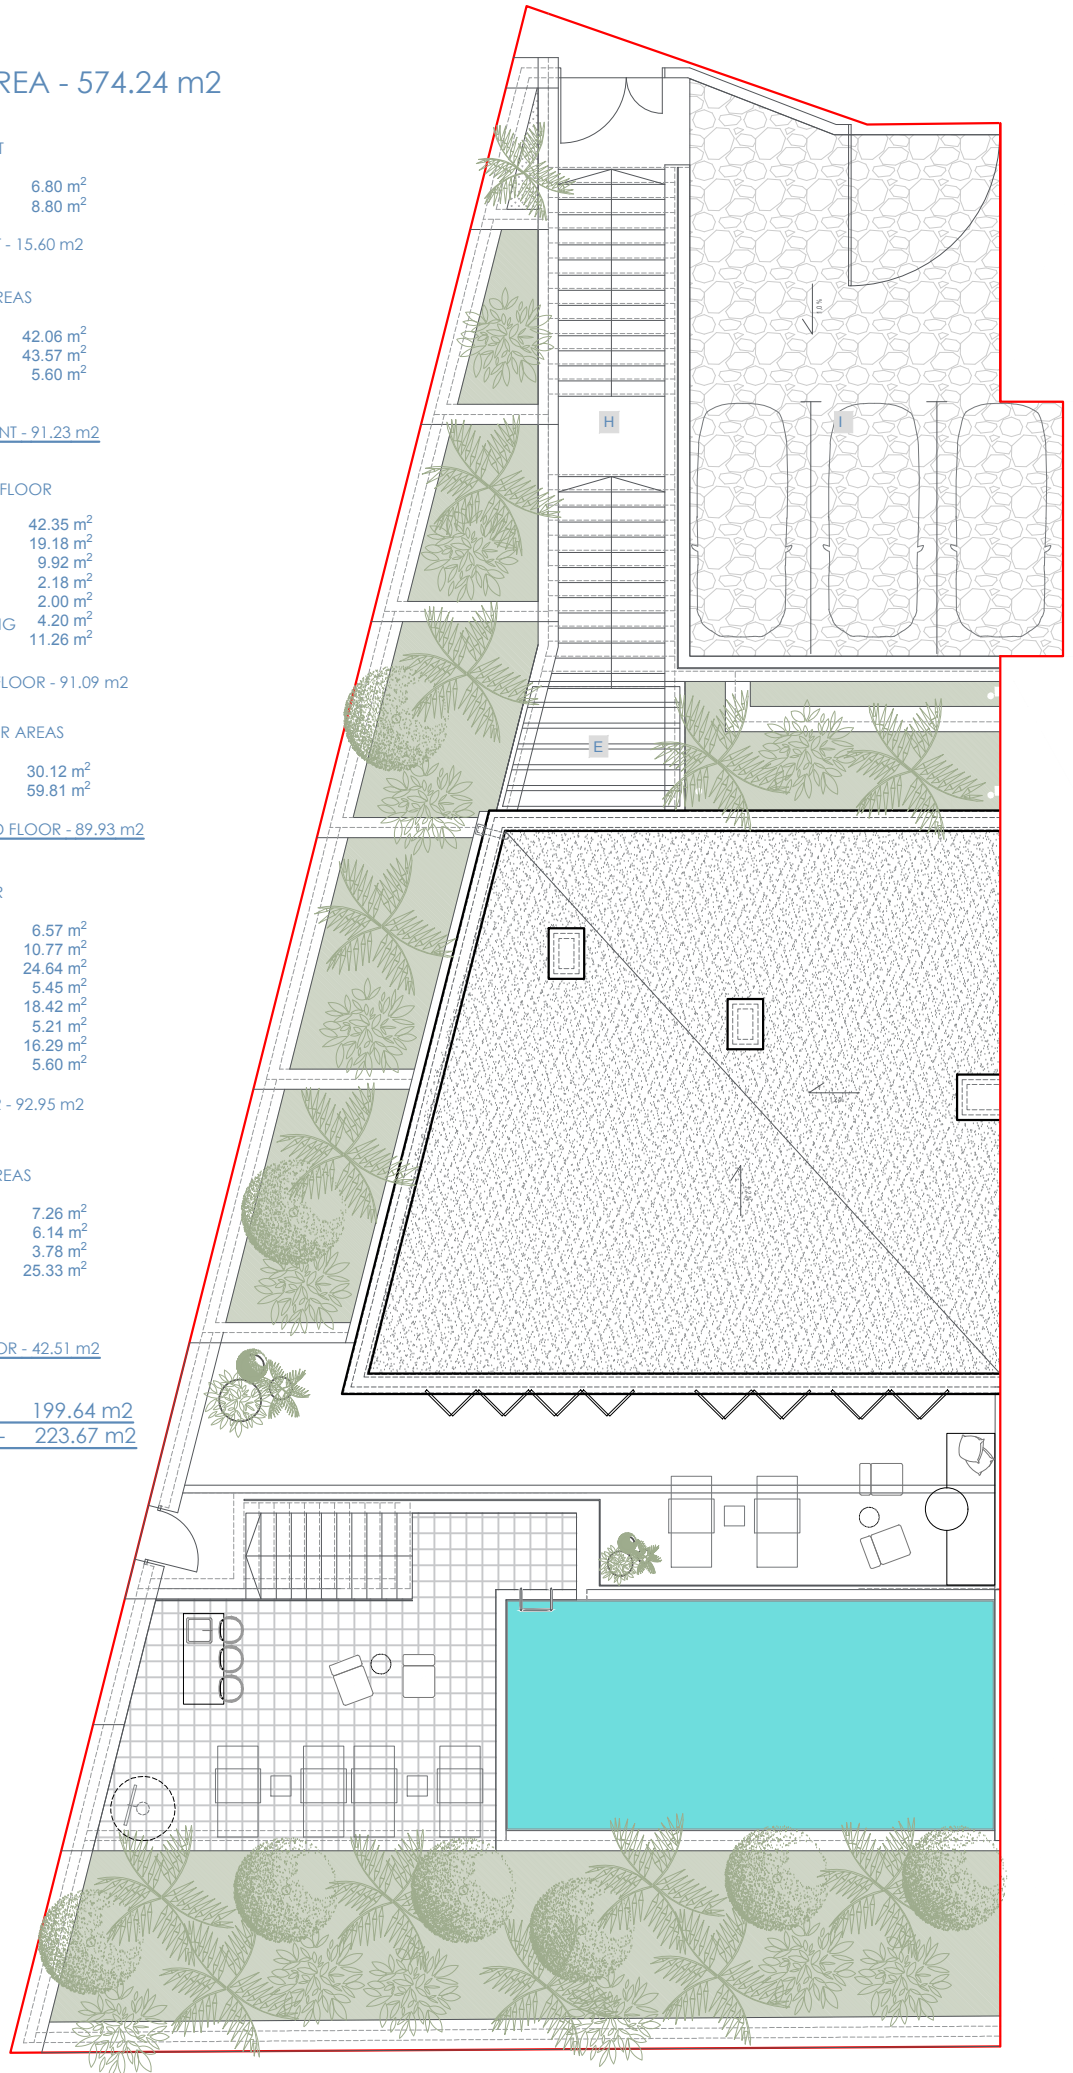 REA - 574.24 m2
T
6.80 m²
8.80 m²
T - 15.60 m2
REAS
42.06 m²
43.57 m²
5.60 m²
NT - 91.23 m2
FLOOR
42.35 m²
19.18 m²
9.92 m²
2.18 m²
2.00 m²
NG 4.20 m²
11.26 m²
FLOOR - 91.09 m2
R AREAS
30.12 m²
59.81 m²
D FLOOR - 89.93 m2
R
6.57 m²
10.77 m²
24.64 m²
5.45 m²
18.42 m²
5.21 m²
16.29 m²
5.60 m²
R - 92.95 m2
REAS
7.26 m²
6.14 m²
3.78 m²
25.33 m²
OR - 42.51 m2
199.64 m2
- 223.67 m2
H
I
E